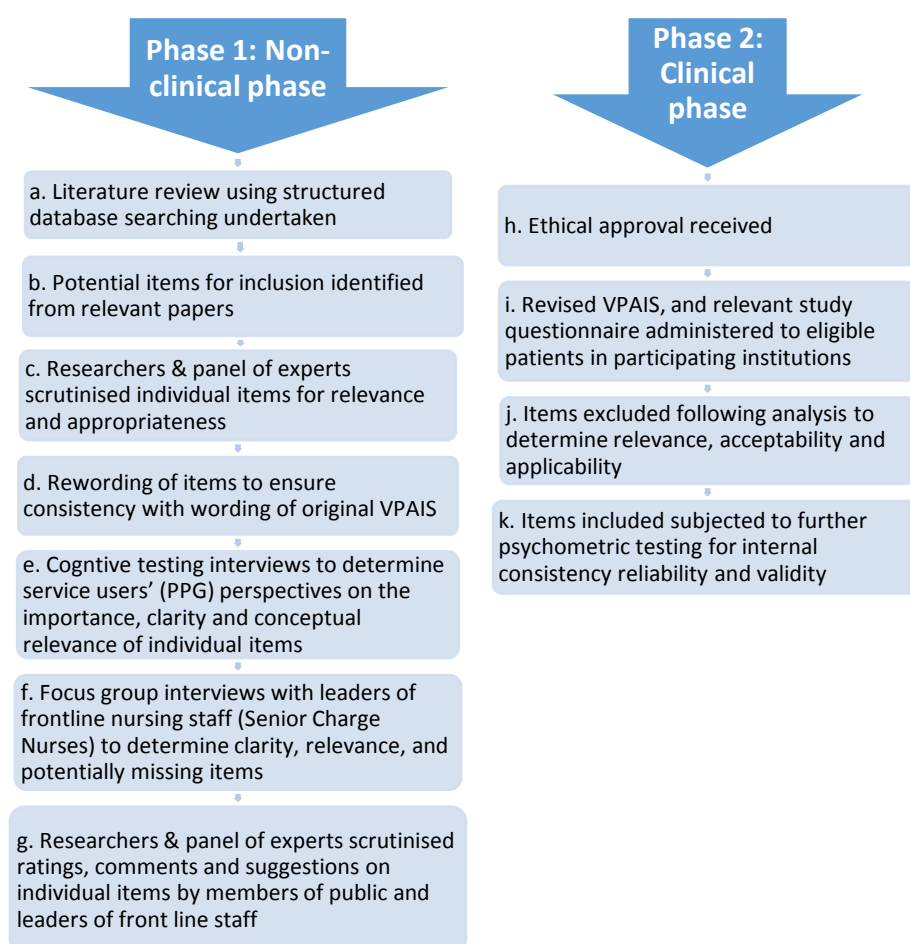 Phase 1: Non-
clinical phase
a. Literature review using structured
database searching undertaken
b. Potential items for inclusion identified
from relevant papers
c. Researchers & panel of experts
scrutinised individual items for relevance
and appropriateness
d. Rewording of items to ensure
consistency with wording of original VPAIS
e. Cogntive testing interviews to determine
service users’ (PPG) perspectives on the
importance, clarity and conceptual
relevance of individual items
f. Focus group interviews with leaders of
frontline nursing staff (Senior Charge
Nurses) to determine clarity, relevance, and
potentially missing items
g. Researchers & panel of experts scrutinised
ratings, comments and suggestions on
individual items by members of public and
leaders of front line staff
Phase 2:
Clinical
phase
h. Ethical approval received
i. Revised VPAIS, and relevant study
questionnaire administered to eligible
patients in participating institutions
j. Items excluded following analysis to
determine relevance, acceptability and
applicability
k. Items included subjected to further
psychometric testing for internal
consistency reliability and validity